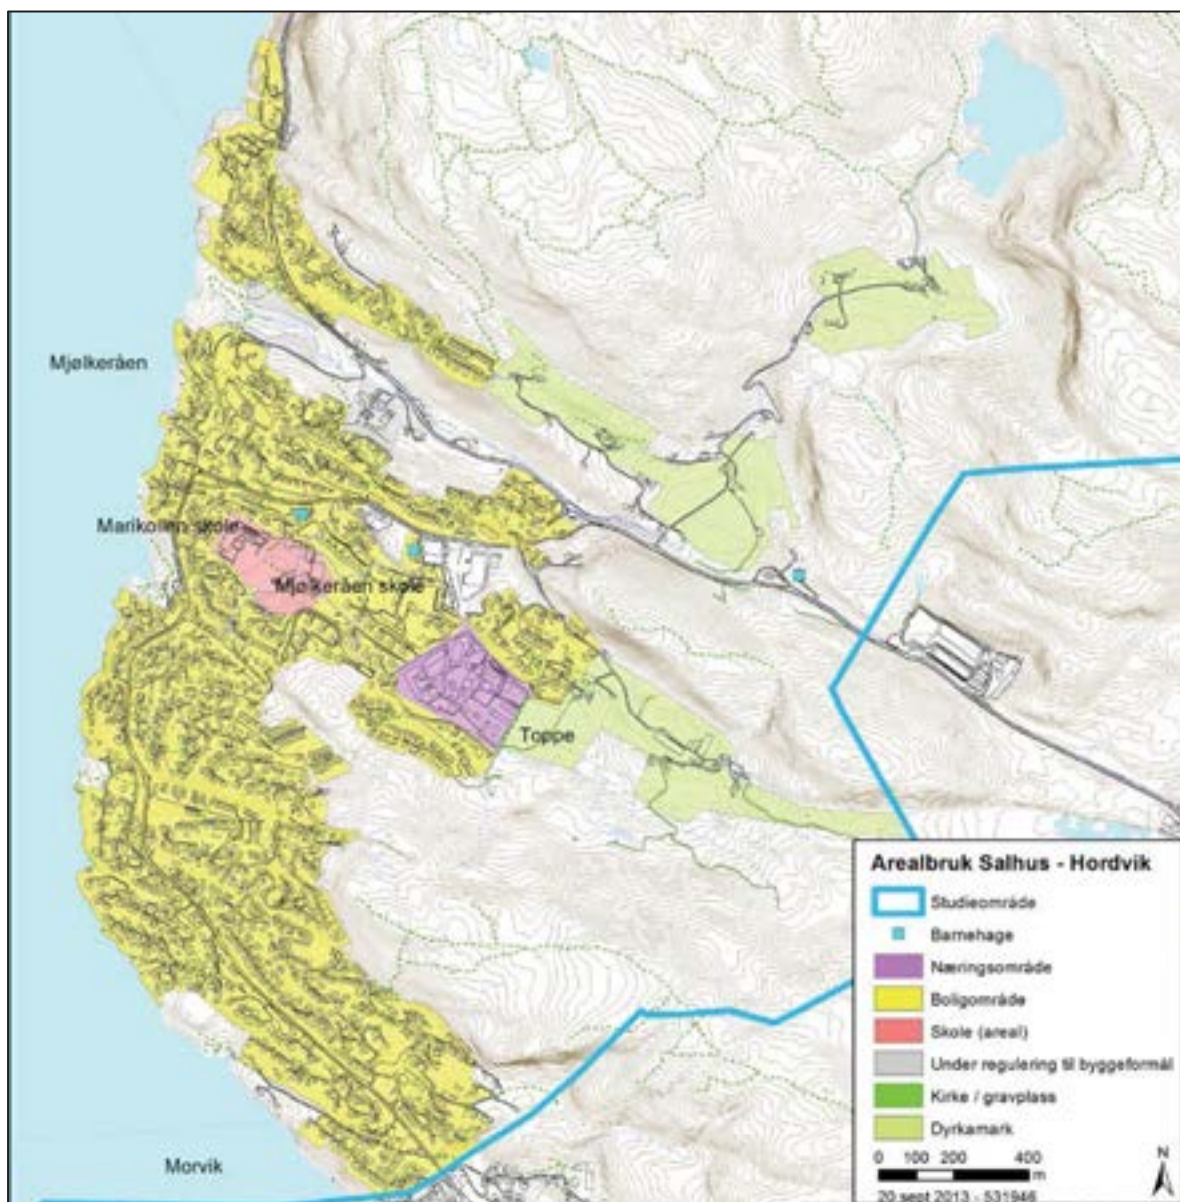 Mjølkeråen
Marikollen skole
Mjølkeråen skole
Toppe
Morvik
Arealbruk Salhus - Hordvik
Studieområde
Barnehage
Næringsområde
Boligområde
Skole (areal)
Under regulering til byggeformål
Kirke / gravplass
Dyrkamark
0 100 200 400
m
N
20 sept 2013 - 531946